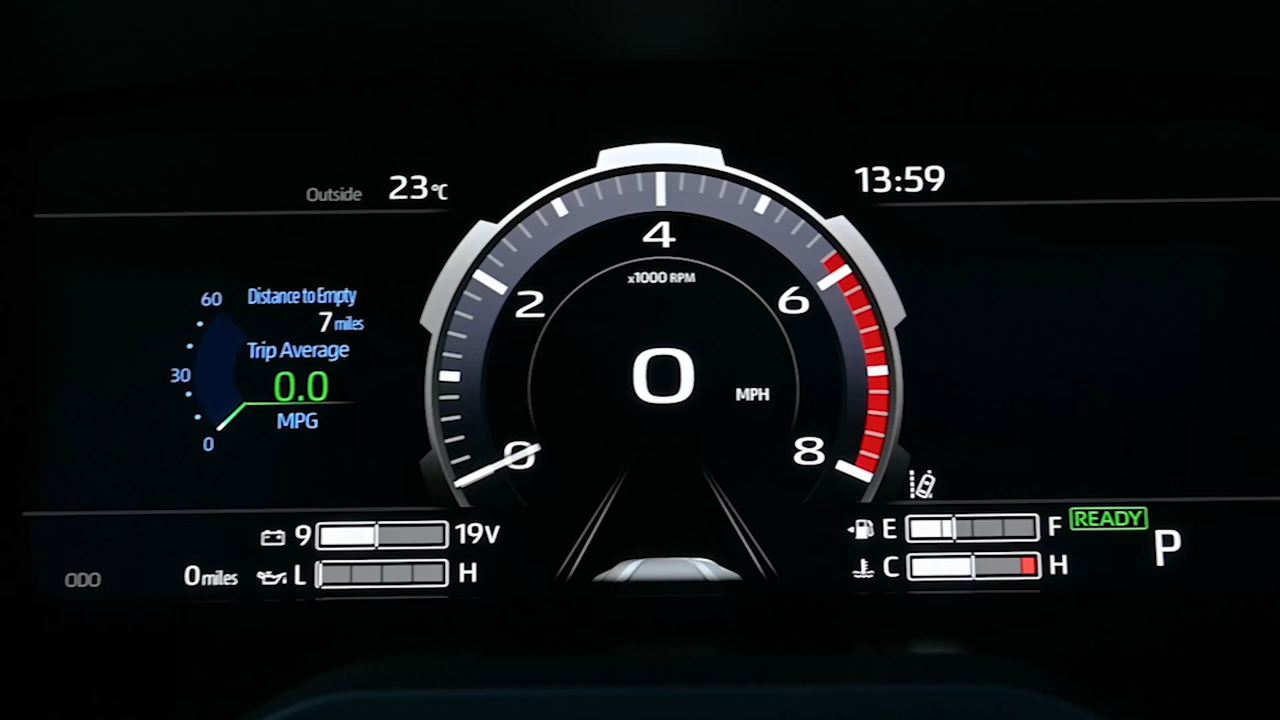 Outside 23°C
13:59
4
x1000 RPM
2
6
60
Distance to Empty
7 miles
Trip Average
30
0.0
MPG
0
0
MPH
0
8
9 19V
E F
READY
P
ODO 0 miles
L H
C H